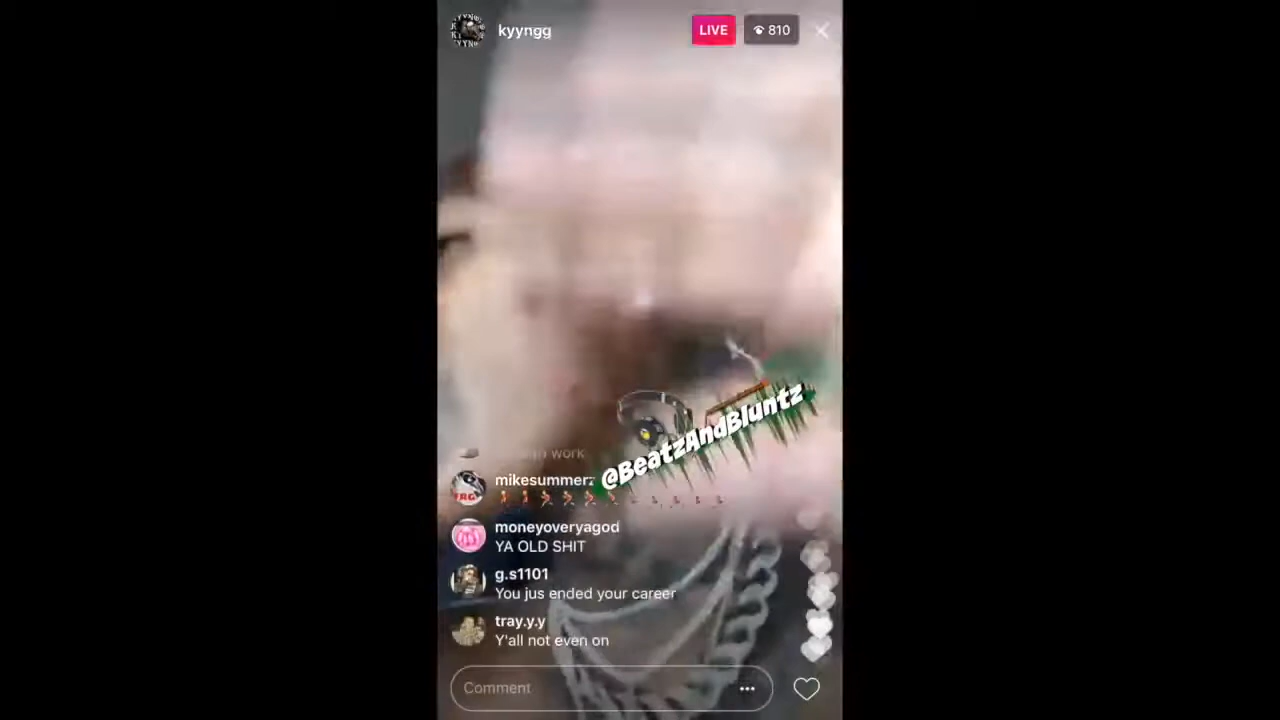 kyyngg
LIVE
810
work
@BeatzAndBluntz
mikesummerz
moneyoveryagod
YA OLD SHIT
g.s1101
You jus ended your career
tray.y.y
Y'all not even on
Comment